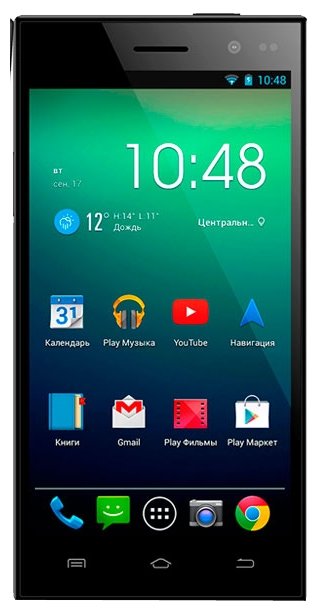 10:48
10:48
вт
сен. 17
12° H:14° L:11°
Дождь
Центральн...
31
Календарь Play Музыка YouTube Навигация
Книги Gmail Play Фильмы Play Маркет